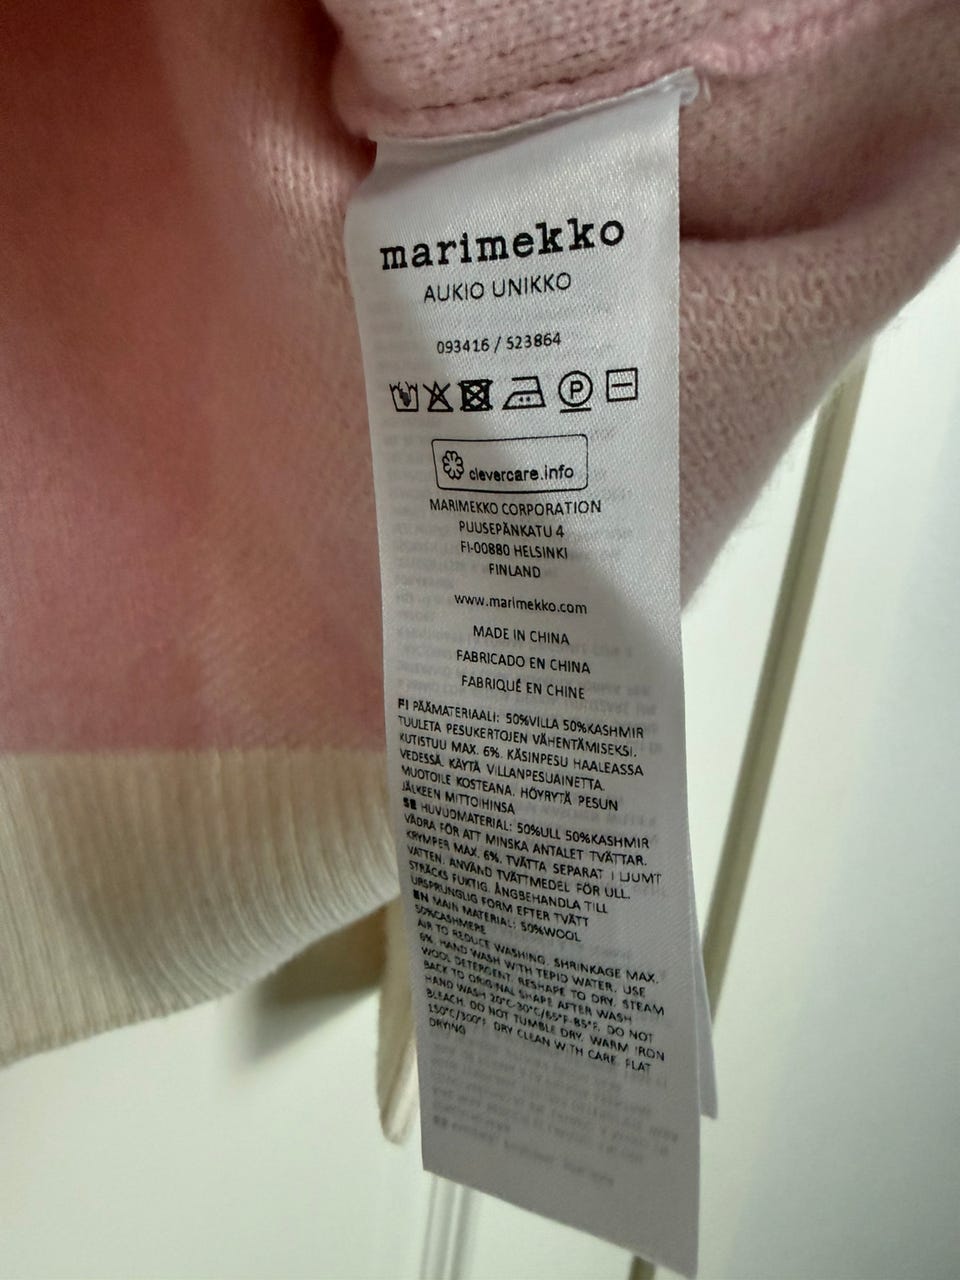 marimekko
AUKIO UNIKKO
093416 / 523864
P
clevercare.info
MARIMEKKO CORPORATION
PUUSEPÄNKATU 4
FI-00880 HELSINKI
FINLAND
www.marimekko.com
MADE IN CHINA
FABRICADO EN CHINA
FABRIQUÉ EN CHINE
FI PÄÄMATERIAALI: 50%VILLA 50%KASHMIR
TUULETA PESUKERTOJEN VÄHENTÄMISEKSI.
KUTISTUU MAX. 6%. KÄSINPESU HAALEASSA
VEDESSÄ. KÄYTÄ VILLANPESUAINETTA.
MUOTOILE KOSTEANA. HÖYRYTÄ PESUN
JÄLKEEN MITTOIHINSA
SE HUVUDMATERIAL: 50%ULL 50%KASHMIR
VÄDRA FÖR ATT MINSKA ANTALET TVÄTTAR.
KRYMPER MAX. 6%. TVÄTTA SEPARAT I LJUMT
VATTEN. ANVÄND TVÄTTMEDEL FÖR ULL.
STRÄCKS FUKTIG. ÅNGBEHANDLA TILL
URSPRUNGLIG FORM EFTER TVÄTT
EN MAIN MATERIAL: 50%WOOL
50%CASHMERE
AIR TO REDUCE WASHING. SHRINKAGE MAX.
6%. HAND WASH WITH TEPID WATER. USE
WOOL DETERGENT. RESHAPE TO DRY. STEAM
BACK TO ORIGINAL SHAPE AFTER WASH
HAND WASH 20°C-30°C/65°F-85°F. DO NOT
BLEACH. DO NOT TUMBLE DRY. WARM IRON
150°C/300°F. DRY CLEAN WITH CARE. FLAT
DRYING